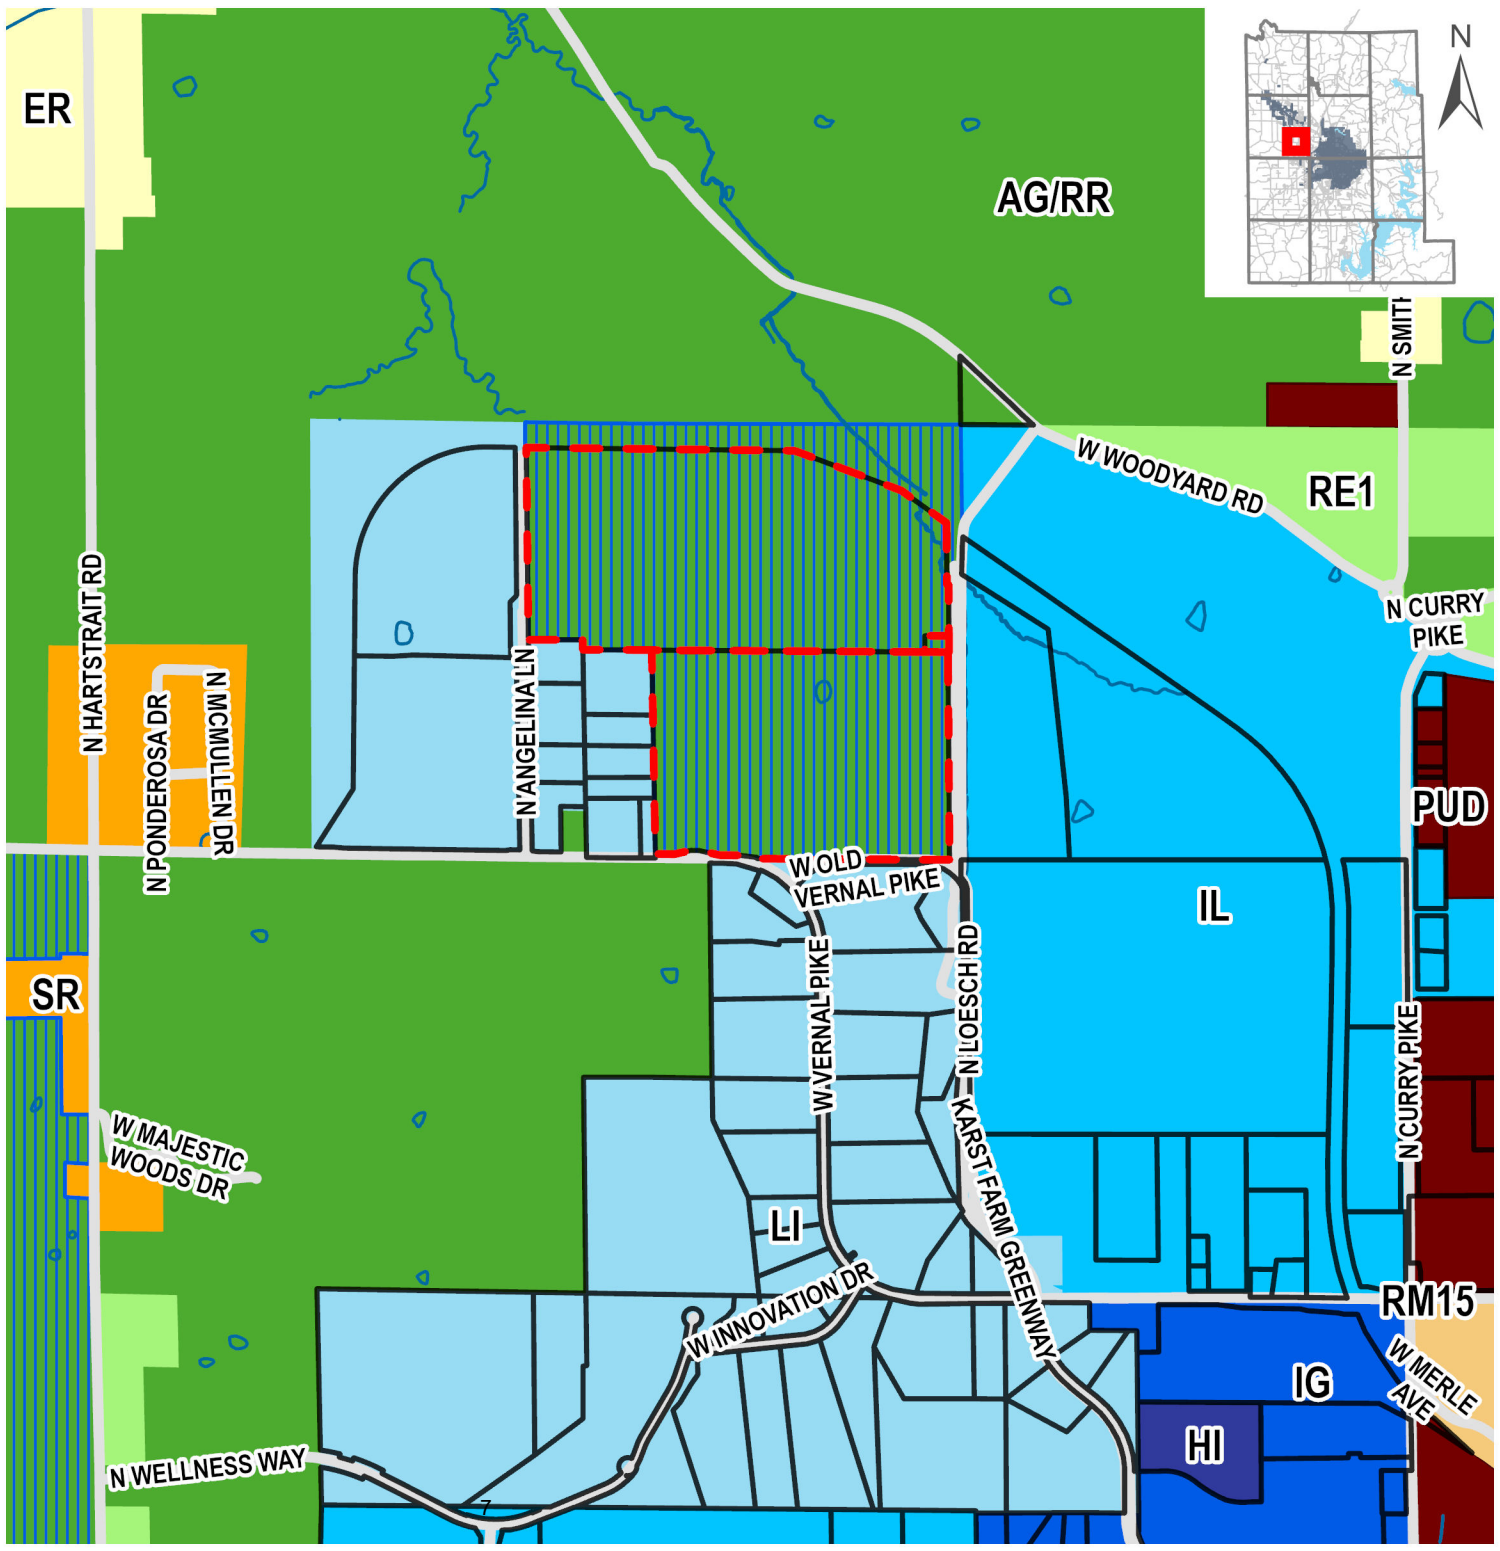 N
ER
AG/RR
N SMITH
W WOODYARD RD
RE1
N HARTSTRAIT RD
N CURRY
PIKE
N PONDEROSA DR
N MCMULLEN DR
N ANGELINA LN
PUD
W OLD
VERNAL PIKE
IL
SR
W VERNAL PIKE
N LOESCH RD
N CURRY PIKE
W MAJESTIC
WOODS DR
KARST FARM GREENWAY
LI
W INNOVATION DR
RM15
W MERLE
AVE
IG
HI
N WELLNESS WAY
7